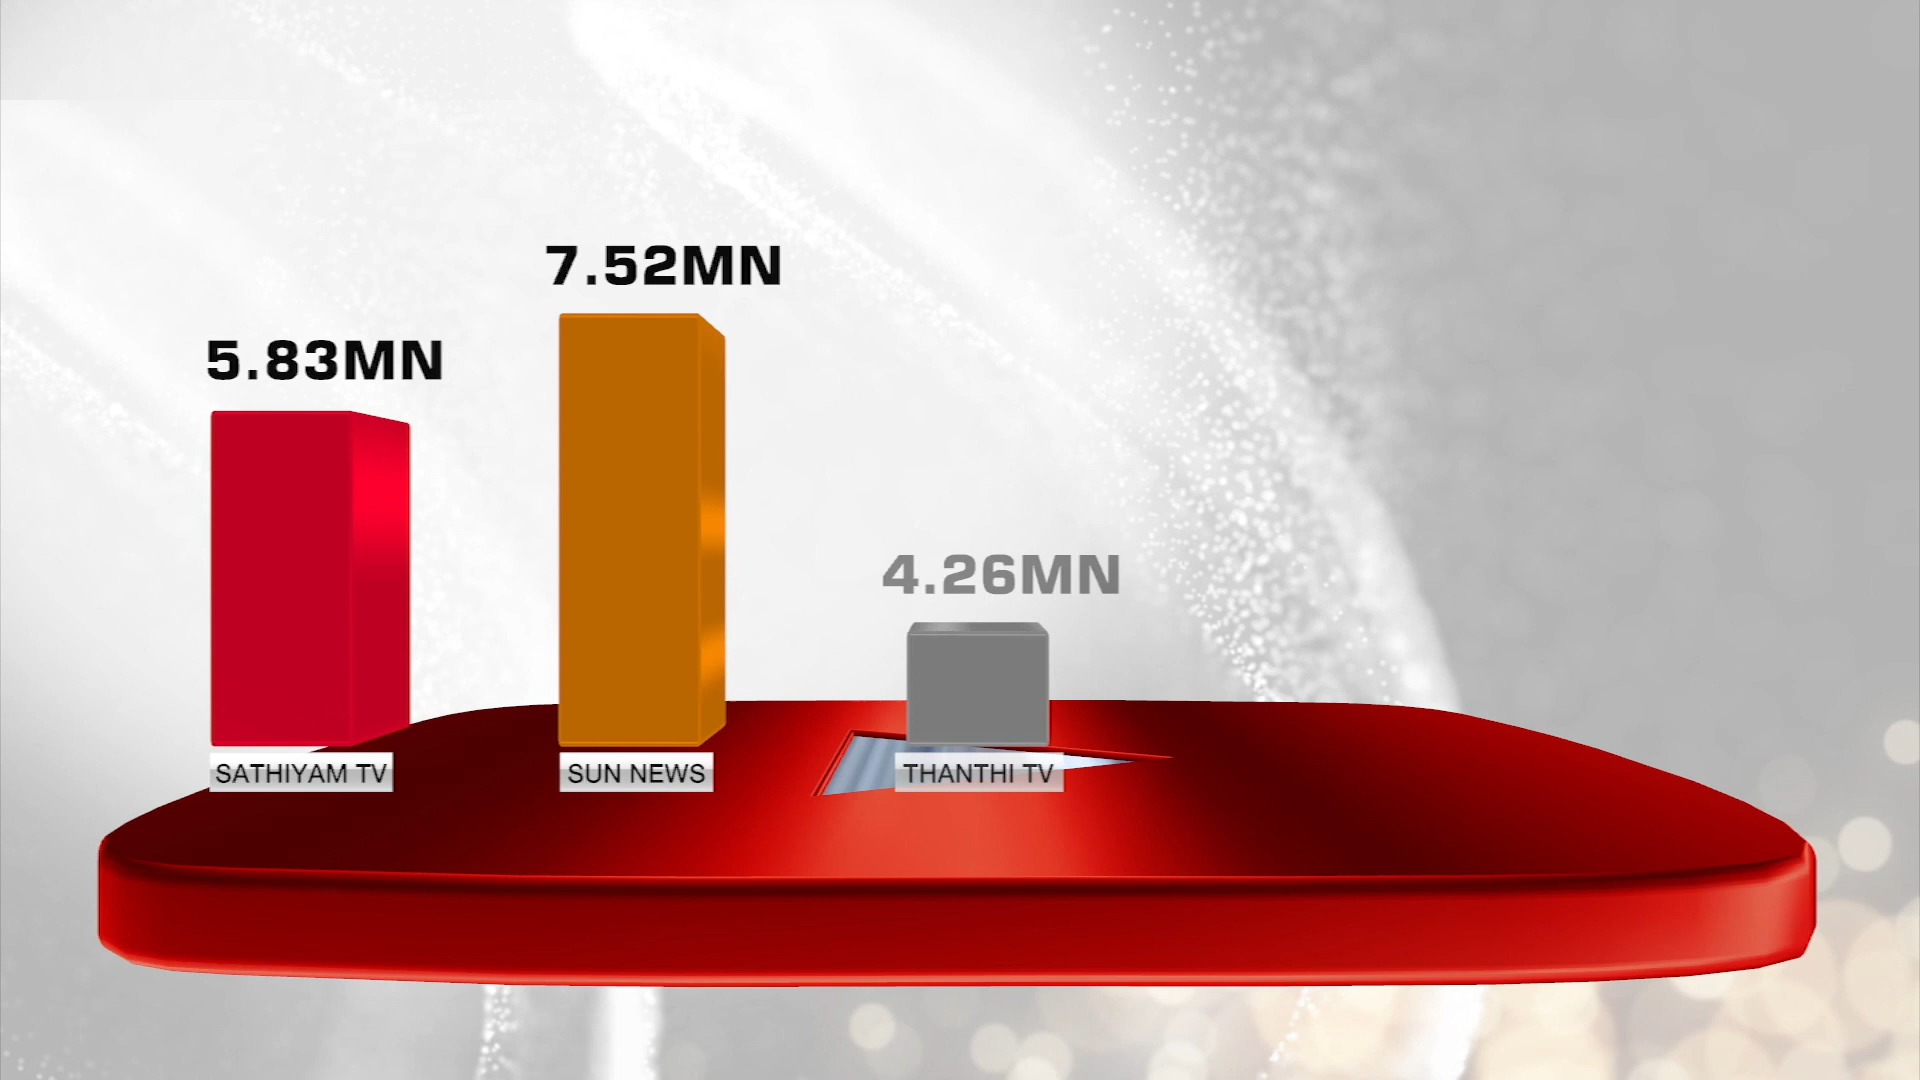 7.52MN
5.83MN
4.26MN
SATHIYAM TV
SUN NEWS
THANTHI TV